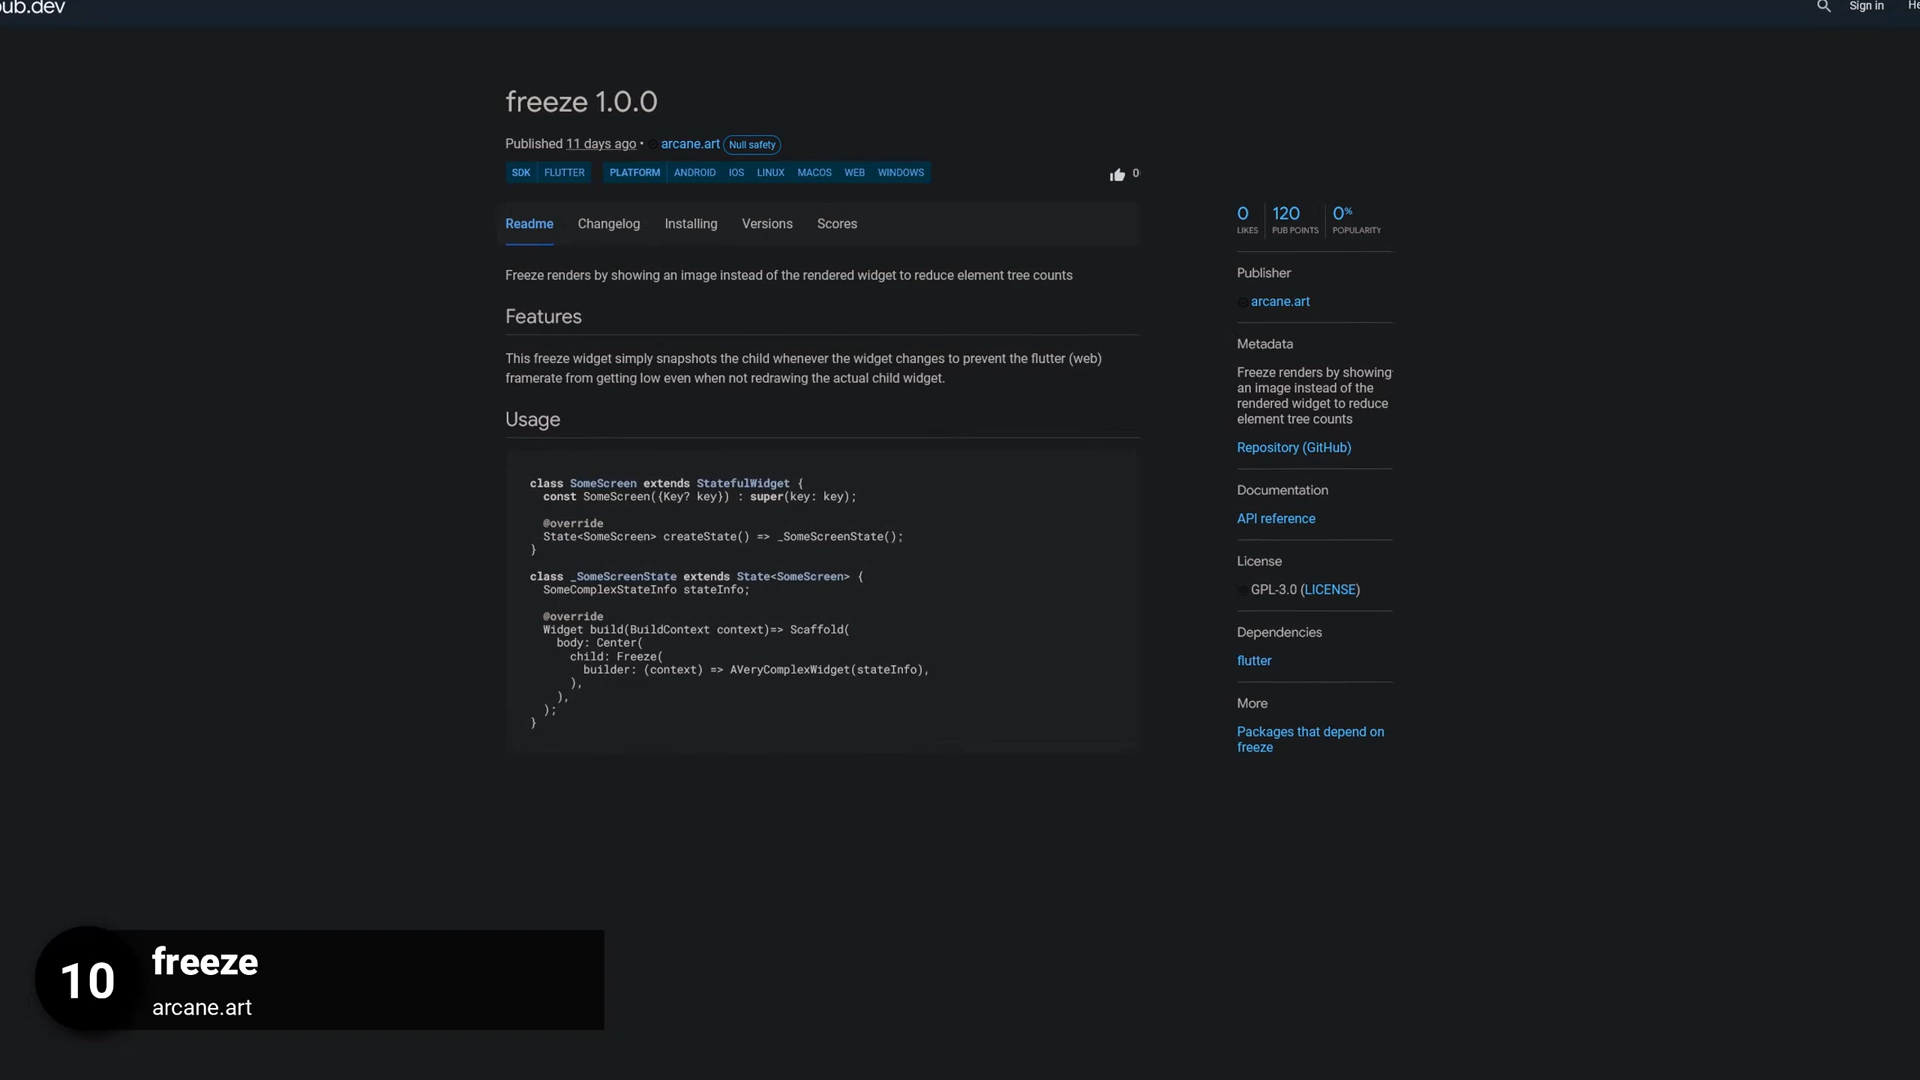 pub.dev
Sign in
freeze 1.0.0
Published 11 days ago • arcane.art Null safety
SDK FLUTTER PLATFORM ANDROID IOS LINUX MACOS WEB WINDOWS
0
Readme Changelog Installing Versions Scores
Freeze renders by showing an image instead of the rendered widget to reduce element tree counts
Features
This freeze widget simply snapshots the child whenever the widget changes to prevent the flutter (web)
framerate from getting low even when not redrawing the actual child widget.
Usage
class SomeScreen extends StatefulWidget {
  const SomeScreen({Key? key}) : super(key: key);
  @override
  State<SomeScreen> createState() => _SomeScreenState();
}
class _SomeScreenState extends State<SomeScreen> {
  SomeComplexStateInfo stateInfo;
  @override
  Widget build(BuildContext context)=> Scaffold(
    body: Center(
      child: Freeze(
        builder: (context) => AVeryComplexWidget(stateInfo),
      ),
    ),
  );
}
0 120 0%
LIKES PUB POINTS POPULARITY
Publisher
arcane.art
Metadata
Freeze renders by showing
an image instead of the
rendered widget to reduce
element tree counts
Repository (GitHub)
Documentation
API reference
License
GPL-3.0 (LICENSE)
Dependencies
flutter
More
Packages that depend on
freeze
10
freeze
arcane.art